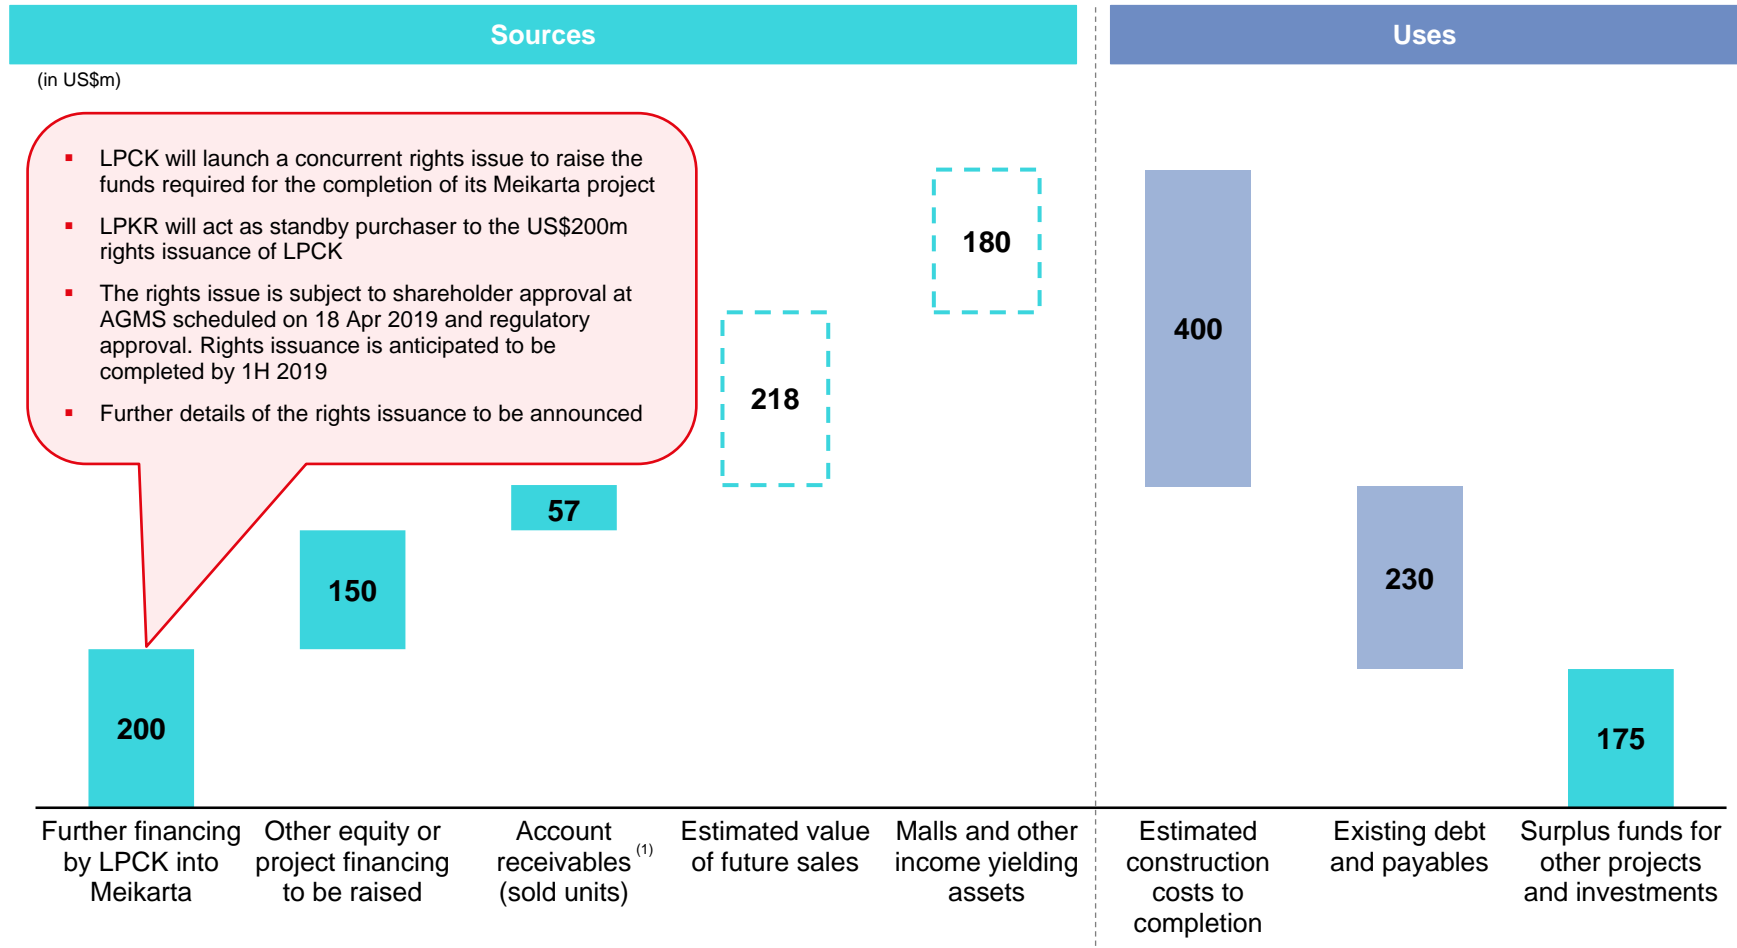 Sources
Uses
(in US$m)
▪ LPCK will launch a concurrent rights issue to raise the
funds required for the completion of its Meikarta project
▪ LPKR will act as standby purchaser to the US$200m
rights issuance of LPCK
▪ The rights issue is subject to shareholder approval at
AGMS scheduled on 18 Apr 2019 and regulatory
approval. Rights issuance is anticipated to be
completed by 1H 2019
▪ Further details of the rights issuance to be announced
200
150
57
218
180
400
230
175
Further financing
by LPCK into
Meikarta
Other equity or
project financing
to be raised
Account
receivables (1)
(sold units)
Estimated value
of future sales
Malls and other
income yielding
assets
Estimated
construction
costs to
completion
Existing debt
and payables
Surplus funds for
other projects
and investments